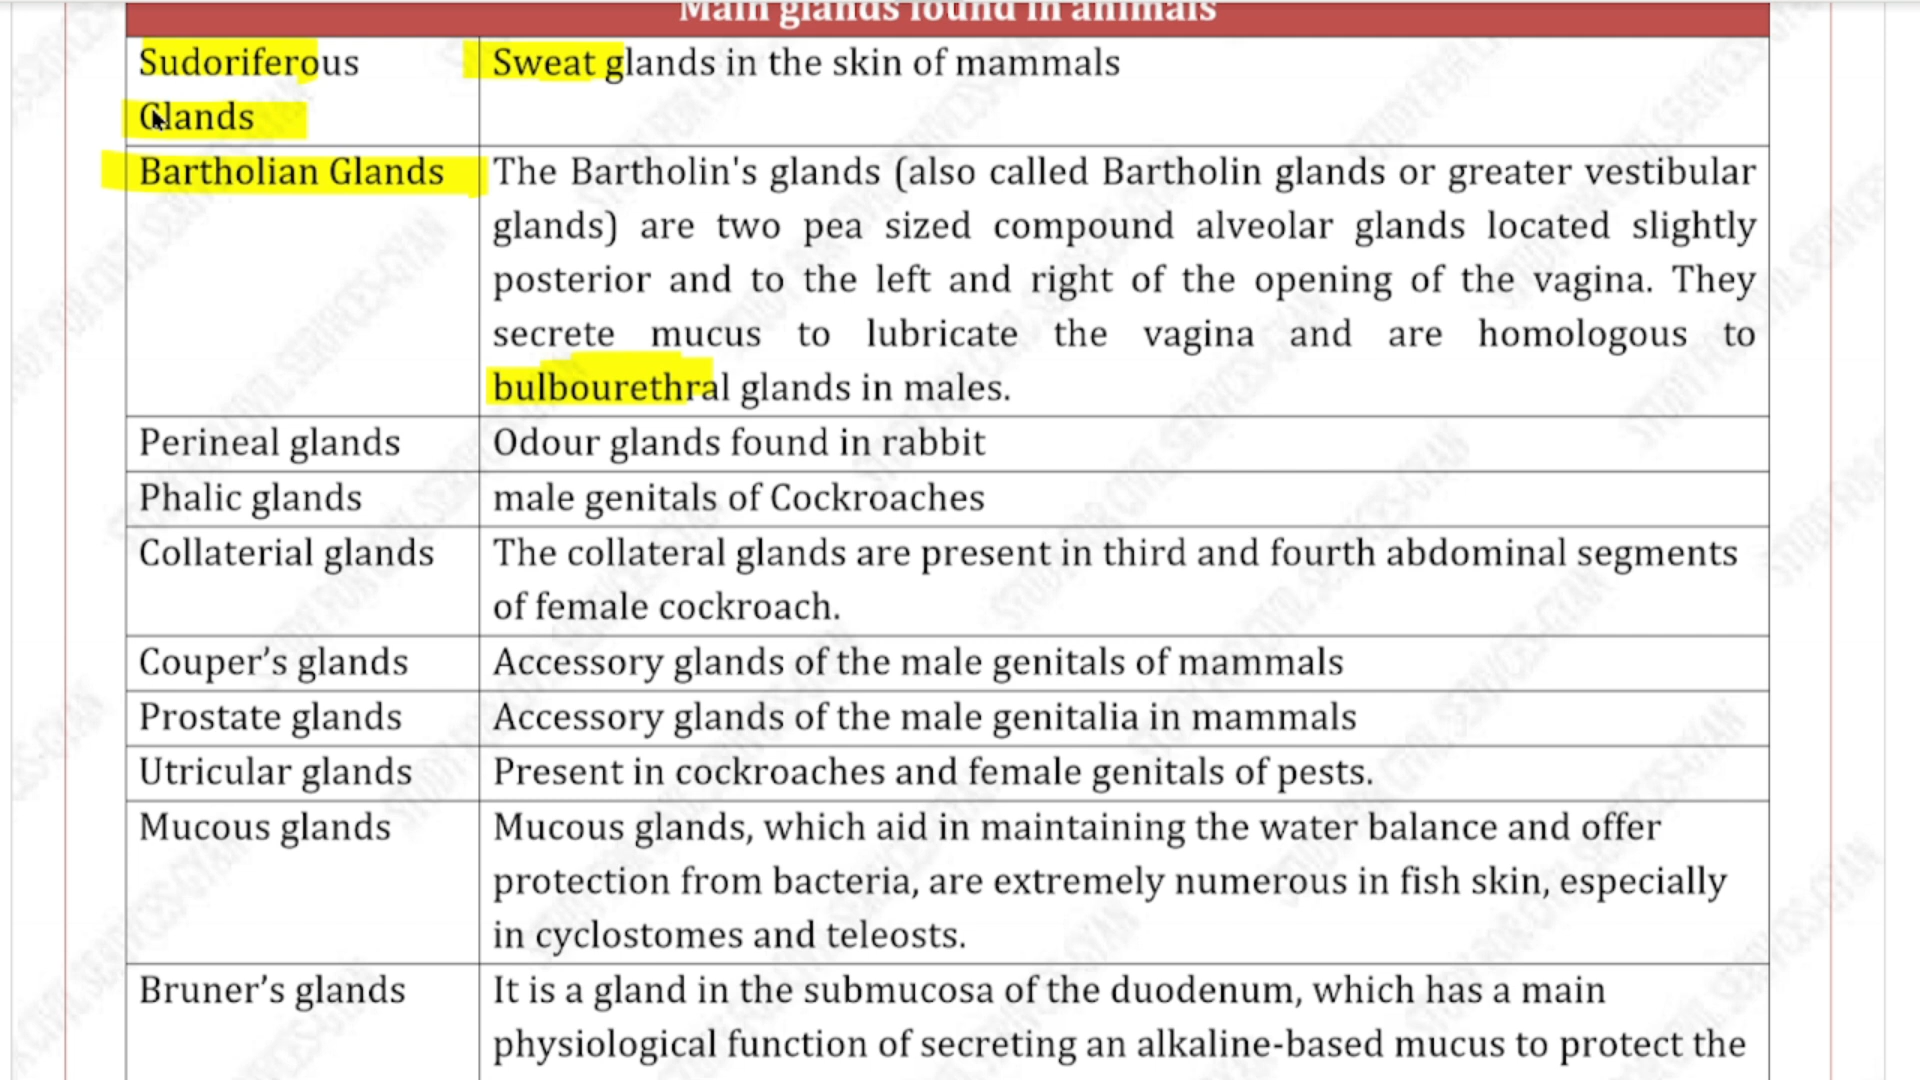 Main glands found in animals
Sudoriferous Glands
Sweat glands in the skin of mammals
Bartholian Glands
The Bartholin's glands (also called Bartholin glands or greater vestibular
glands) are two pea sized compound alveolar glands located slightly
posterior and to the left and right of the opening of the vagina. They
secrete mucus to lubricate the vagina and are homologous to
bulbourethral glands in males.
Perineal glands
Odour glands found in rabbit
Phalic glands
male genitals of Cockroaches
Collaterial glands
The collateral glands are present in third and fourth abdominal segments
of female cockroach.
Couper’s glands
Accessory glands of the male genitals of mammals
Prostate glands
Accessory glands of the male genitalia in mammals
Utricular glands
Present in cockroaches and female genitals of pests.
Mucous glands
Mucous glands, which aid in maintaining the water balance and offer
protection from bacteria, are extremely numerous in fish skin, especially
in cyclostomes and teleosts.
Bruner’s glands
It is a gland in the submucosa of the duodenum, which has a main
physiological function of secreting an alkaline-based mucus to protect the